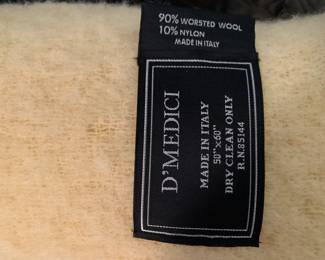 90% WORSTED WOOL
10% NYLON
MADE IN ITALY
D'MEDICI
MADE IN ITALY
50"x60"
DRY CLEAN ONLY
R.N.85144